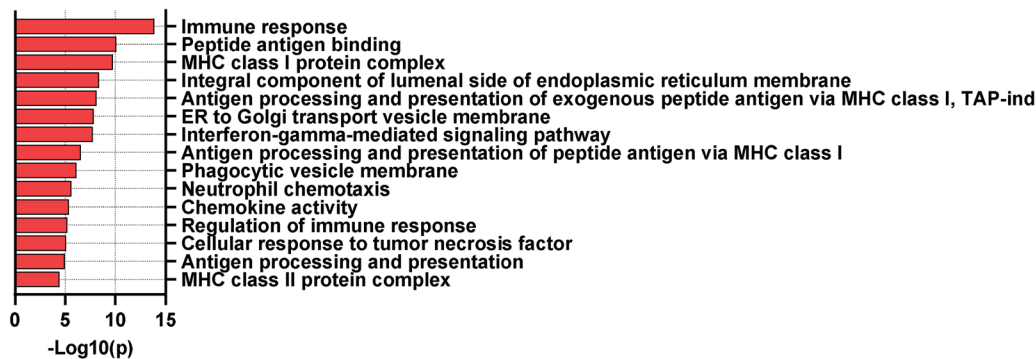 Immune response
Peptide antigen binding
MHC class I protein complex
Integral component of lumenal side of endoplasmic reticulum membrane
Antigen processing and presentation of exogenous peptide antigen via MHC class I, TAP-ind
ER to Golgi transport vesicle membrane
Interferon-gamma-mediated signaling pathway
Antigen processing and presentation of peptide antigen via MHC class I
Phagocytic vesicle membrane
Neutrophil chemotaxis
Chemokine activity
Regulation of immune response
Cellular response to tumor necrosis factor
Antigen processing and presentation
MHC class II protein complex
0 5 10 15
-Log10(p)